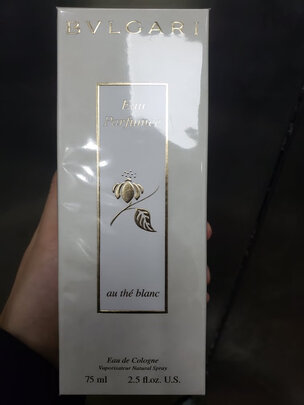 BVLGARI
Eau
Parfumée
au thé blanc
Eau de Cologne
Vaporisateur Natural Spray
75 ml 2.5 fl.oz. U.S.